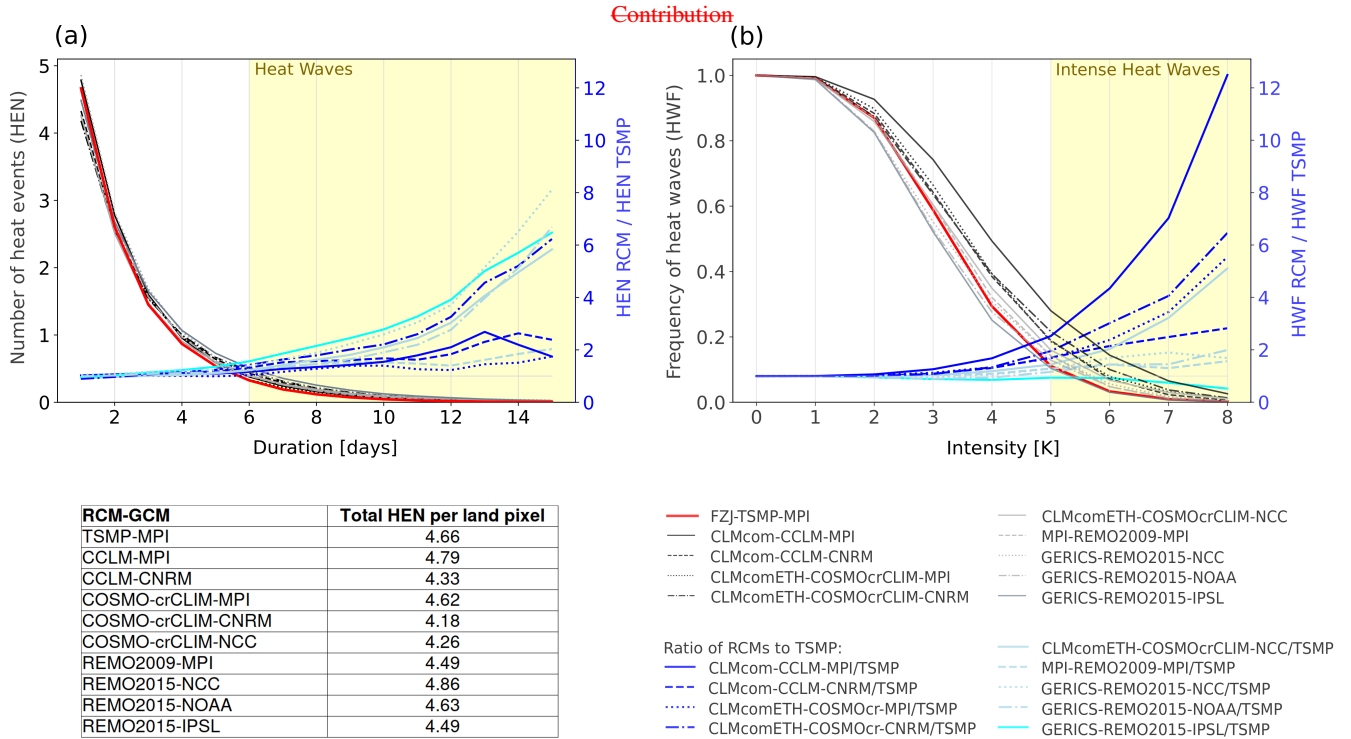 Contribution
(a)
Heat Waves
Number of heat events (HEN)
5
4
3
2
1
0
12
10
8
6
4
2
0
HEN RCM / HEN TSMP
2 4 6 8 10 12 14
Duration [days]
(b)
Intense Heat Waves
Frequency of heat waves (HWF)
1.0
0.8
0.6
0.4
0.2
0.0
12
10
8
6
4
2
0
HWF RCM / HWF TSMP
0 1 2 3 4 5 6 7 8
Intensity [K]
RCM-GCM Total HEN per land pixel
TSMP-MPI 4.66
CCLM-MPI 4.79
CCLM-CNRM 4.33
COSMO-crCLIM-MPI 4.62
COSMO-crCLIM-CNRM 4.18
COSMO-crCLIM-NCC 4.26
REMO2009-MPI 4.49
REMO2015-NCC 4.86
REMO2015-NOAA 4.63
REMO2015-IPSL 4.49
FZJ-TSMP-MPI
CLMcom-CCLM-MPI
CLMcom-CCLM-CNRM
CLMcomETH-COSMOcrCLIM-MPI
CLMcomETH-COSMOcrCLIM-CNRM
CLMcomETH-COSMOcrCLIM-NCC
MPI-REMO2009-MPI
GERICS-REMO2015-NCC
GERICS-REMO2015-NOAA
GERICS-REMO2015-IPSL
Ratio of RCMs to TSMP:
CLMcom-CCLM-MPI/TSMP
CLMcom-CCLM-CNRM/TSMP
CLMcomETH-COSMOcr-MPI/TSMP
CLMcomETH-COSMOcr-CNRM/TSMP
CLMcomETH-COSMOcrCLIM-NCC/TSMP
MPI-REMO2009-MPI/TSMP
GERICS-REMO2015-NCC/TSMP
GERICS-REMO2015-NOAA/TSMP
GERICS-REMO2015-IPSL/TSMP